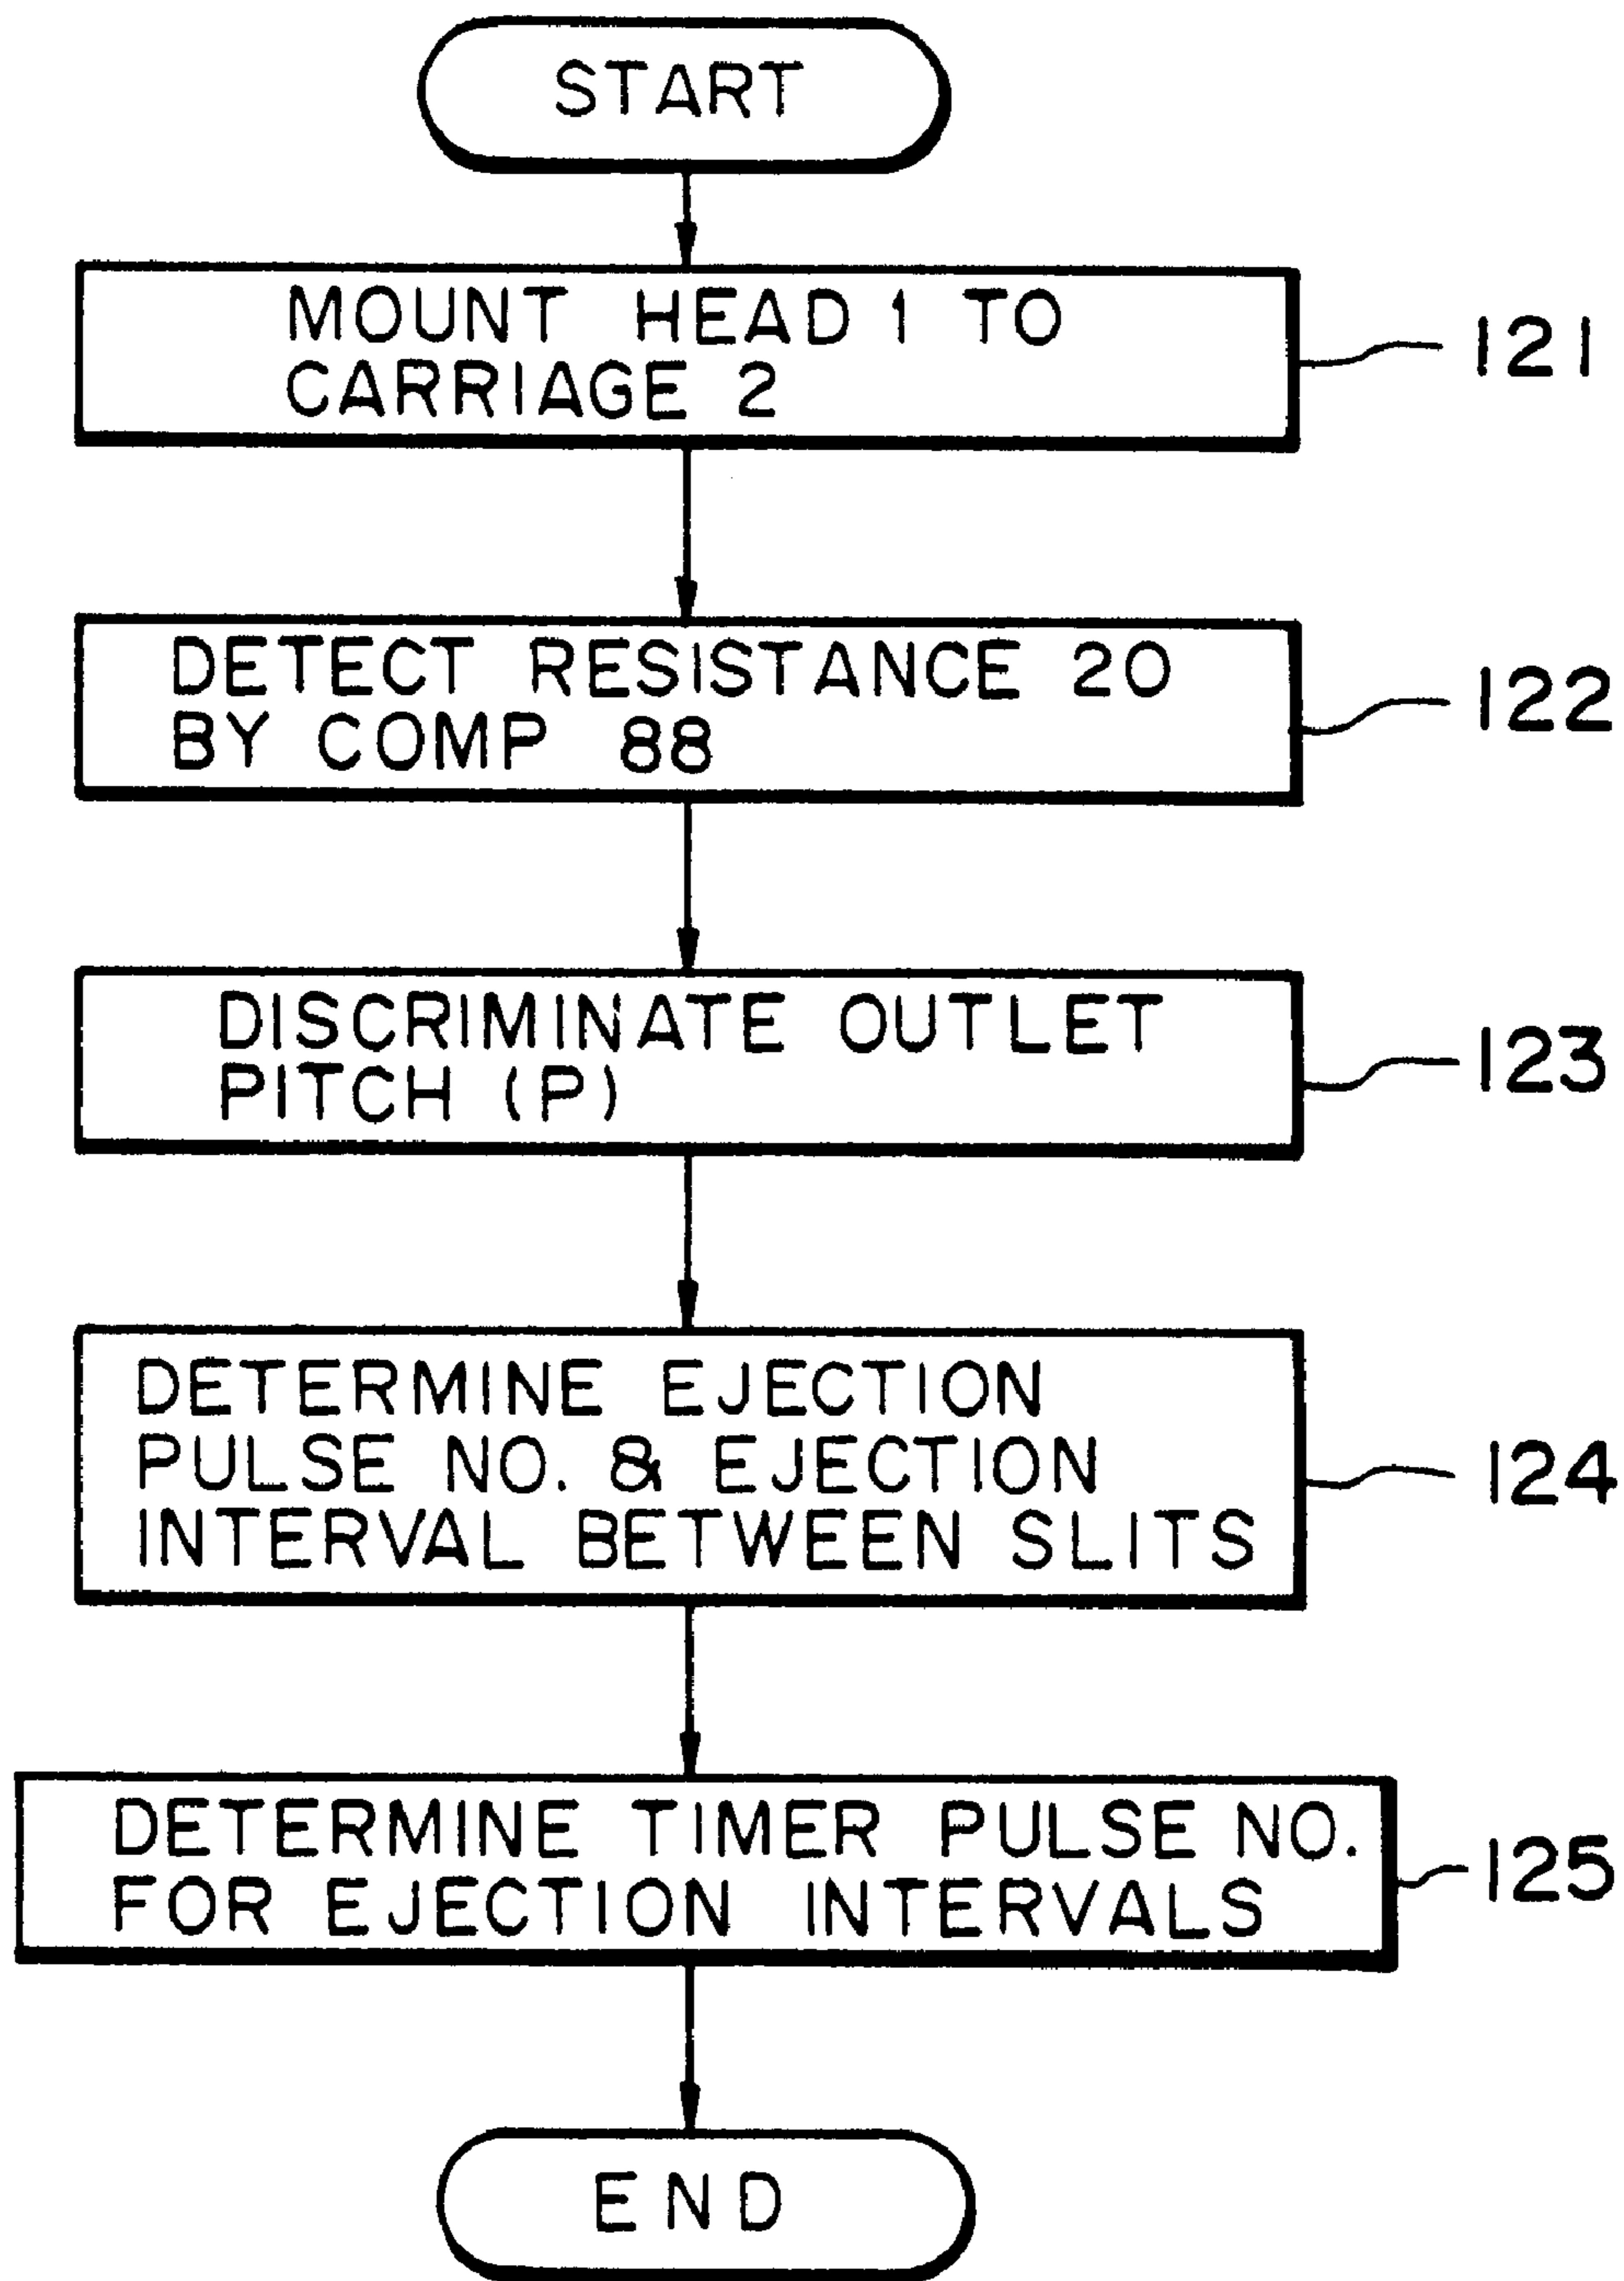 START
MOUNT HEAD 1 TO
CARRIAGE 2
121
DETECT RESISTANCE 20
BY COMP 88
122
DISCRIMINATE OUTLET
PITCH (P)
123
DETERMINE EJECTION
PULSE NO. & EJECTION
INTERVAL BETWEEN SLITS
124
DETERMINE TIMER PULSE NO.
FOR EJECTION INTERVALS
125
END